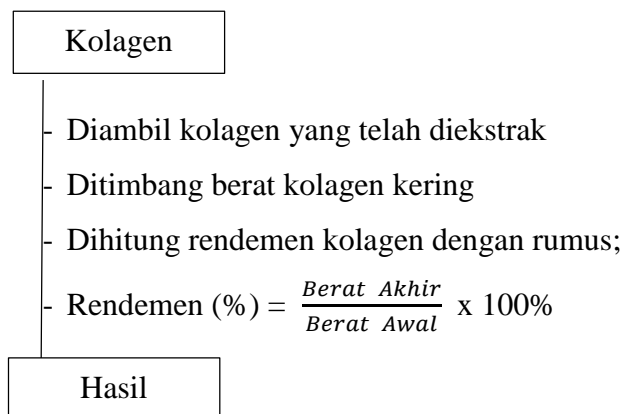 Kolagen
- Diambil kolagen yang telah diekstrak
- Ditimbang berat kolagen kering
- Dihitung rendemen kolagen dengan rumus;
- Rendemen (%) = Berat Akhir / Berat Awal x 100%
Hasil